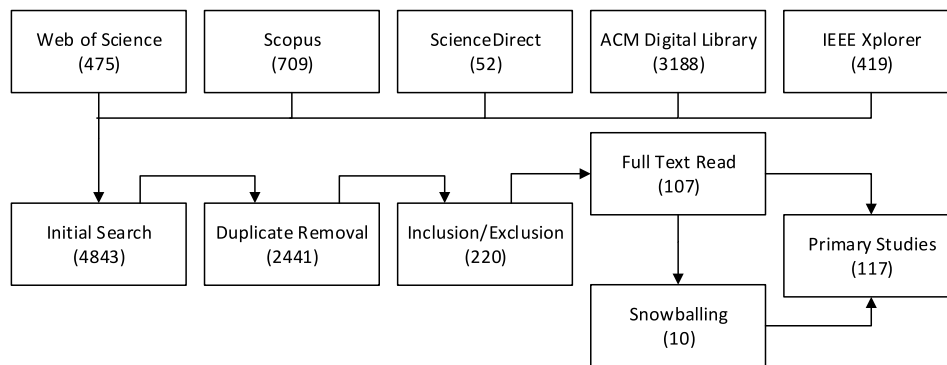 Web of Science
(475)
Scopus
(709)
ScienceDirect
(52)
ACM Digital Library
(3188)
IEEE Xplorer
(419)
Full Text Read
(107)
Initial Search
(4843)
Duplicate Removal
(2441)
Inclusion/Exclusion
(220)
Primary Studies
(117)
Snowballing
(10)